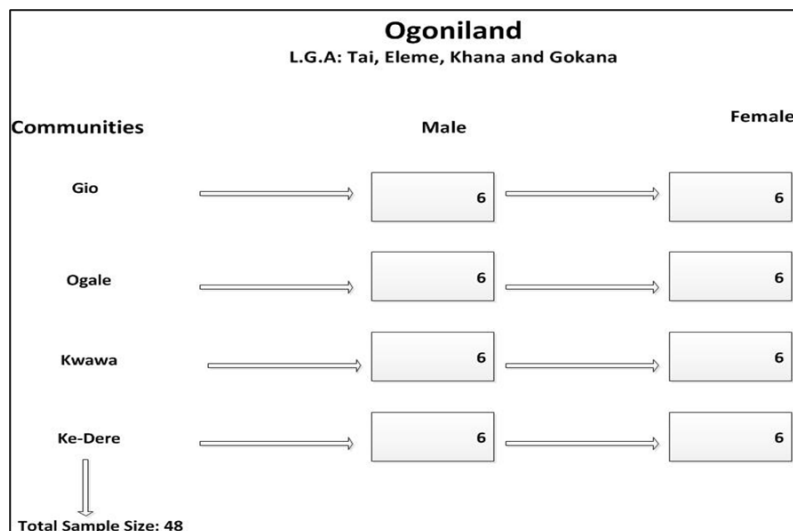 Ogoniland
L.G.A: Tai, Eleme, Khana and Gokana
Communities Male Female
Gio 6 6
Ogale 6 6
Kwawa 6 6
Ke-Dere 6 6
Total Sample Size: 48